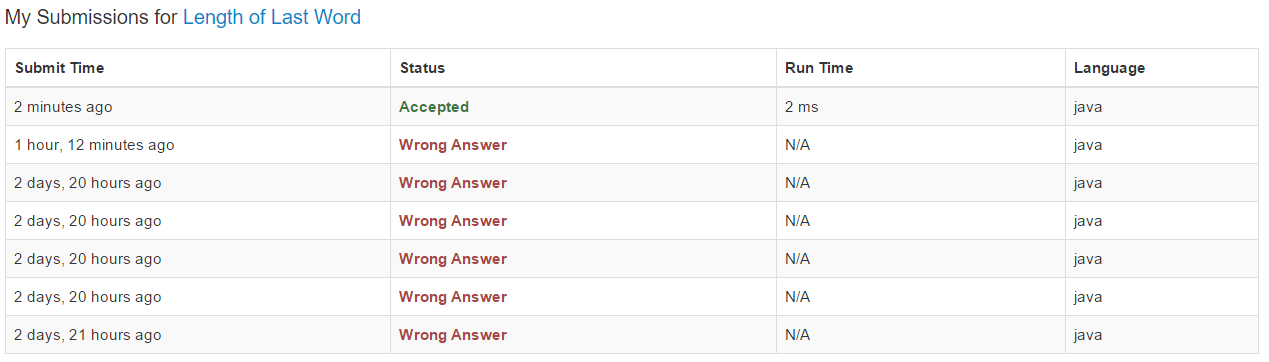 My Submissions for Length of Last Word
Submit Time Status Run Time Language
2 minutes ago Accepted 2 ms java
1 hour, 12 minutes ago Wrong Answer N/A java
2 days, 20 hours ago Wrong Answer N/A java
2 days, 20 hours ago Wrong Answer N/A java
2 days, 20 hours ago Wrong Answer N/A java
2 days, 20 hours ago Wrong Answer N/A java
2 days, 21 hours ago Wrong Answer N/A java